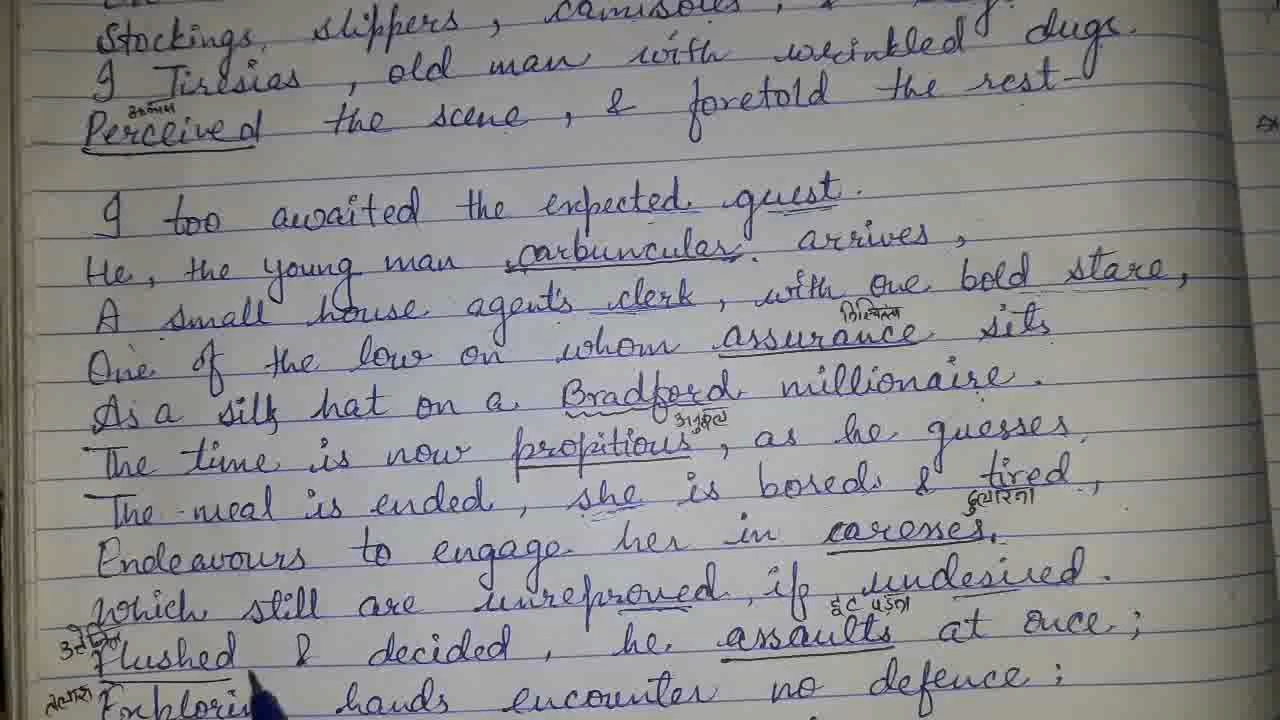 Stockings, slippers, camisoles, &
I Tiresias, old man with wrinkled dugs.
Perceived the scene, & foretold the rest-
I too awaited the expected guest.
He, the young man carbuncular. arrives,
A small house agent's clerk, with one bold stare,
One of the low on whom assurance sits
As a silk hat on a Bradford millionaire.
अनुकूल
The time is now propitious, as he guesses,
The meal is ended, she is bored & tired,
दुलारना
Endeavours to engage her in caresses.
which still are unreproved, if undesired.
टूट पड़ना
Flushed & decided, he assaults at once;
Explorin hands encounter no defence;